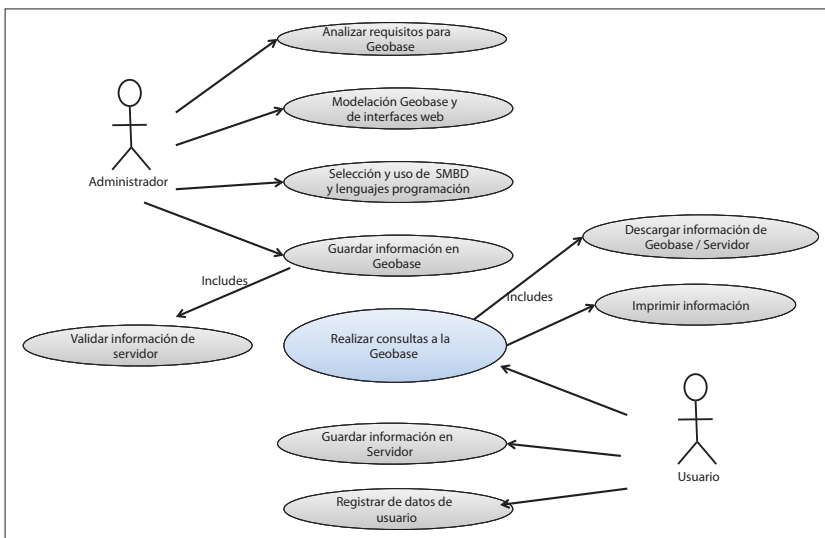 Analizar requisitos para
Geobase
Modelación Geobase y
de interfaces web
Administrador
Selección y uso de SMBD
y lenguajes programación
Guardar información en
Geobase
Descargar información de
Geobase / Servidor
Includes
Includes
Imprimir información
Validar información de
servidor
Realizar consultas a la
Geobase
Guardar información en
Servidor
Usuario
Registrar de datos de
usuario